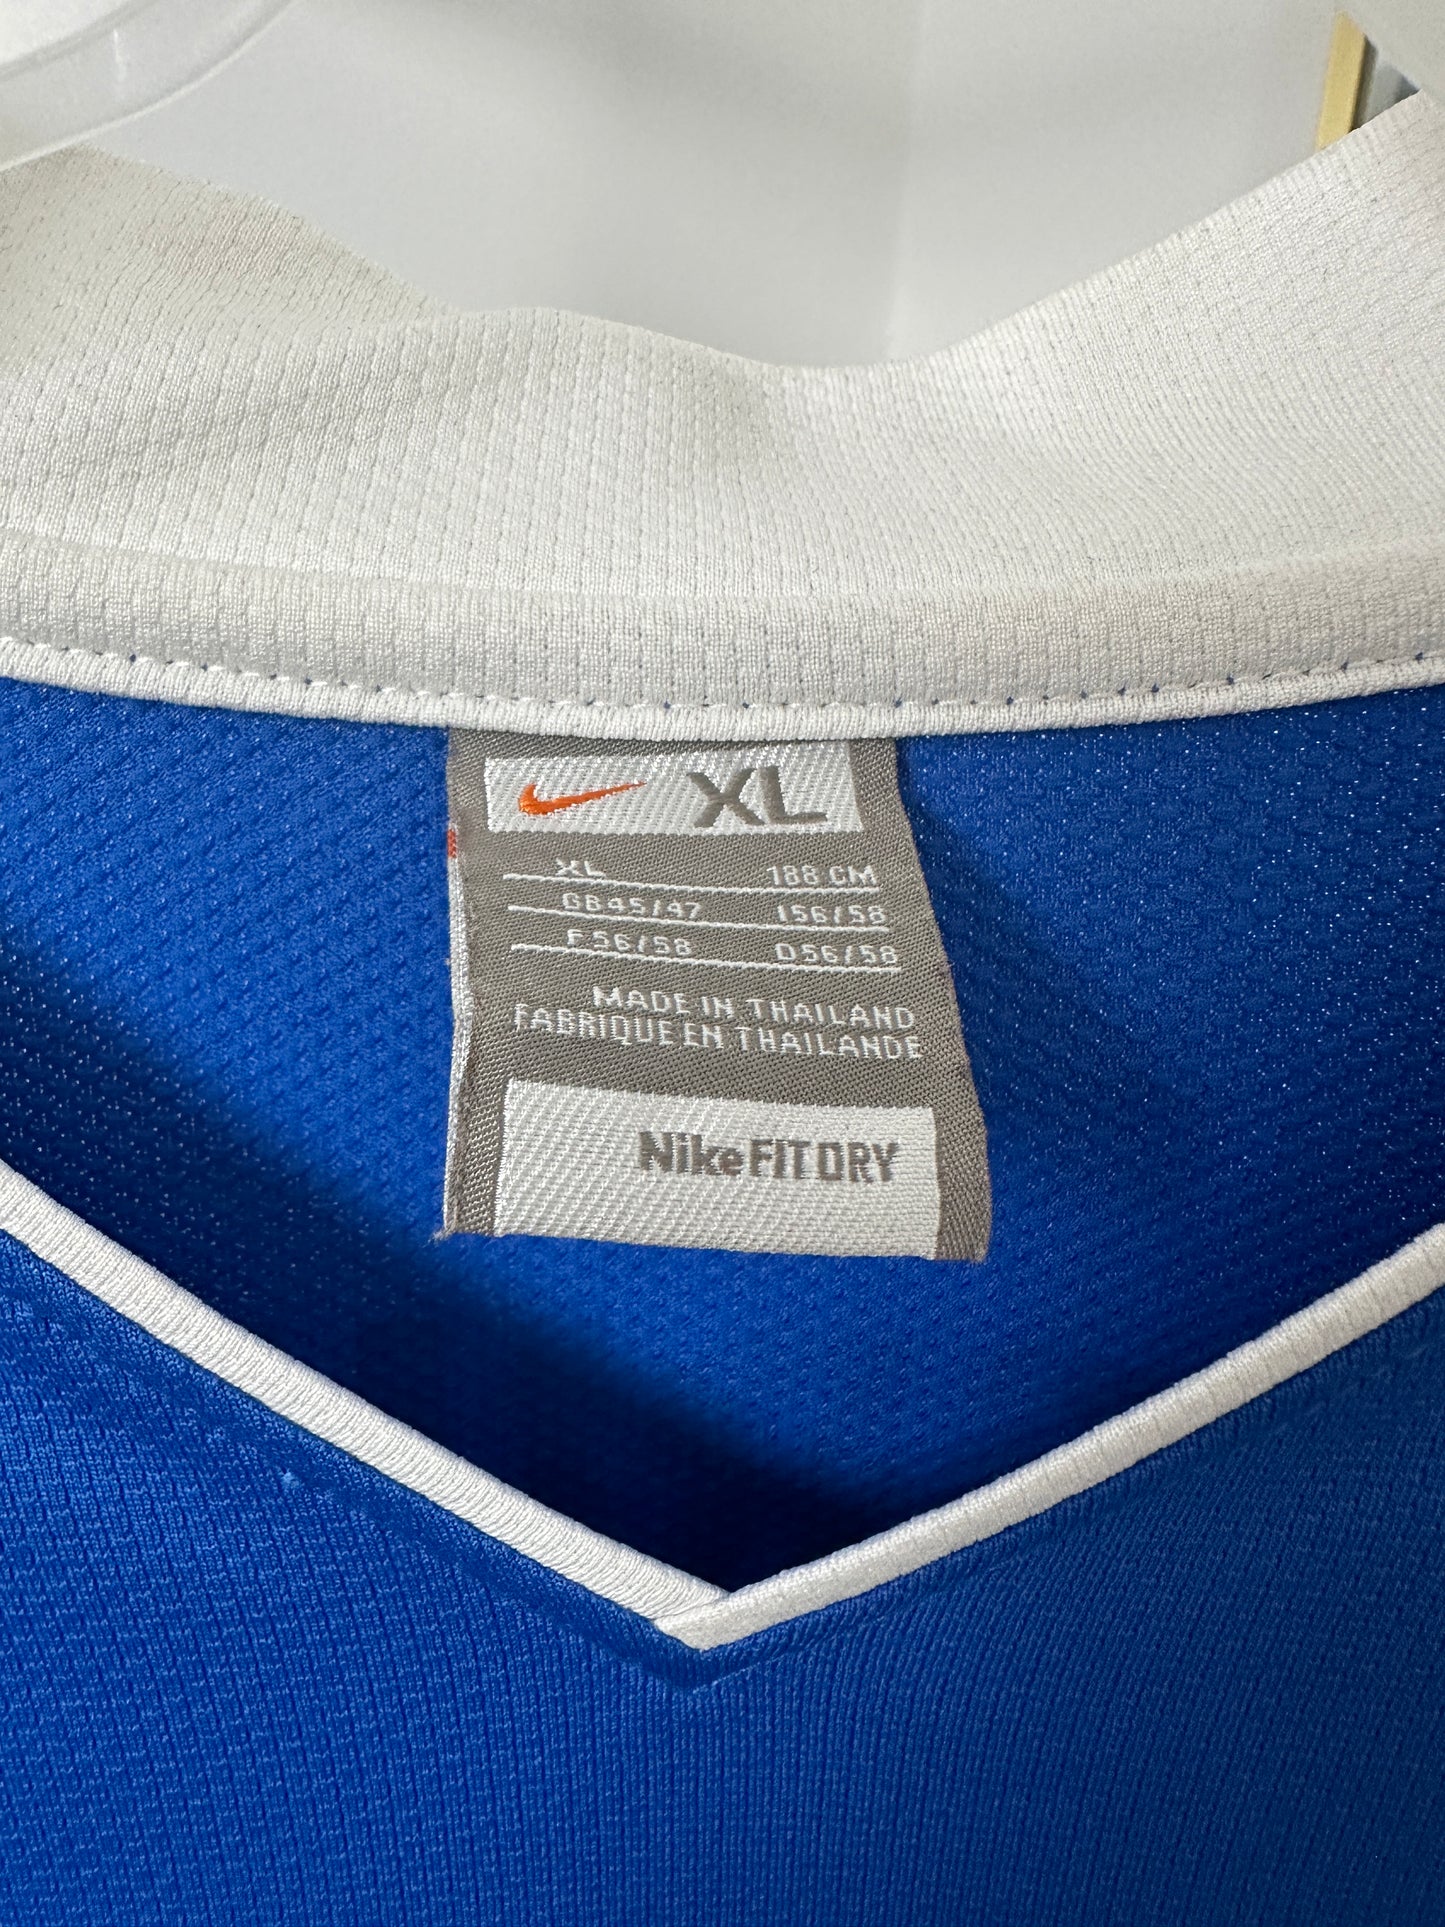 XL
XL 188 CM
GB45/47 I56/58
F56/58 D56/58
MADE IN THAILAND
FABRIQUE EN THAILANDE
NikeFITDRY